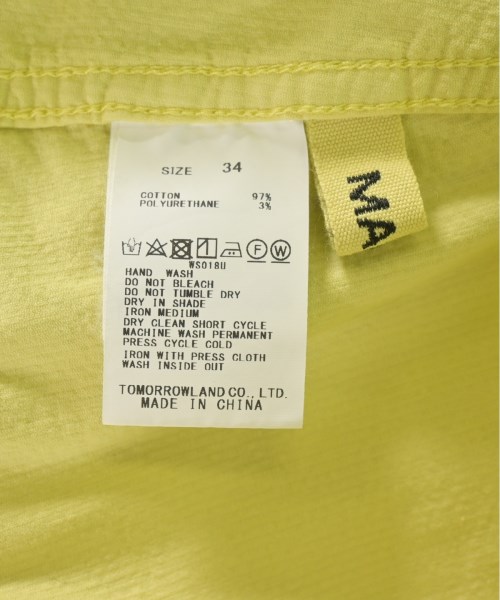 SIZE 34
COTTON 97%
POLYURETHANE 3%
F W
WS018U
HAND WASH
DO NOT BLEACH
DO NOT TUMBLE DRY
DRY IN SHADE
IRON MEDIUM
DRY CLEAN SHORT CYCLE
MACHINE WASH PERMANENT
PRESS CYCLE COLD
IRON WITH PRESS CLOTH
WASH INSIDE OUT
TOMORROWLAND CO., LTD.
MADE IN CHINA
MA